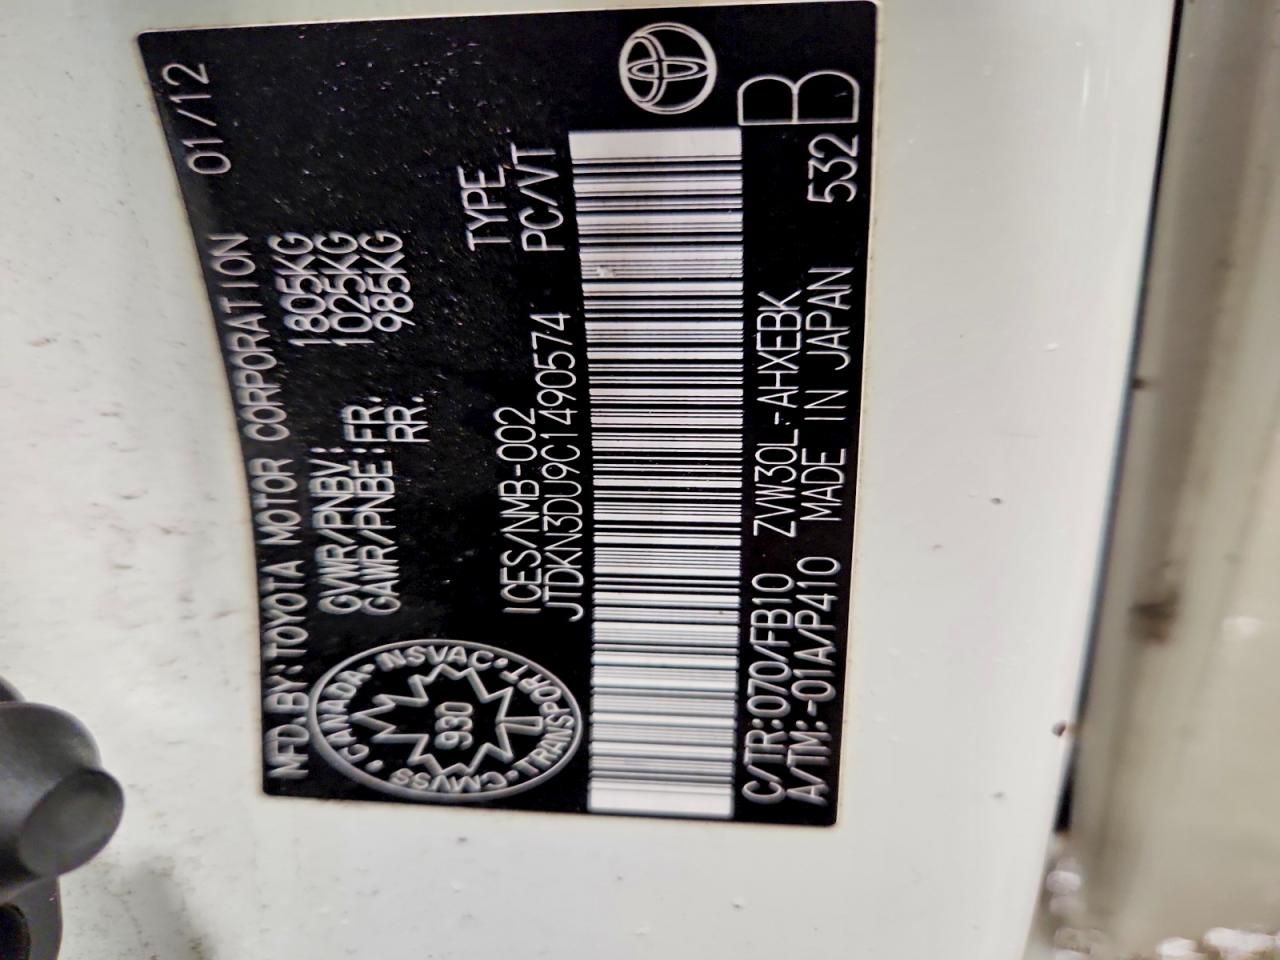 MFD.BY:TOYOTA MOTOR CORPORATION 01/12
GVWR/PNBV: 1805KG
GAWR/PNBE:FR. 1025KG
RR. 985KG
CANADA • NSVAC • TRANSPORT • CMVSS •
930
TYPE
ICES/NMB-002 PC/VT
JTDKN3DU9C1490574
C/TR:070/FB10 ZVW30L-AHXEBK
A/TM:-01A/P410 MADE IN JAPAN 532
B B